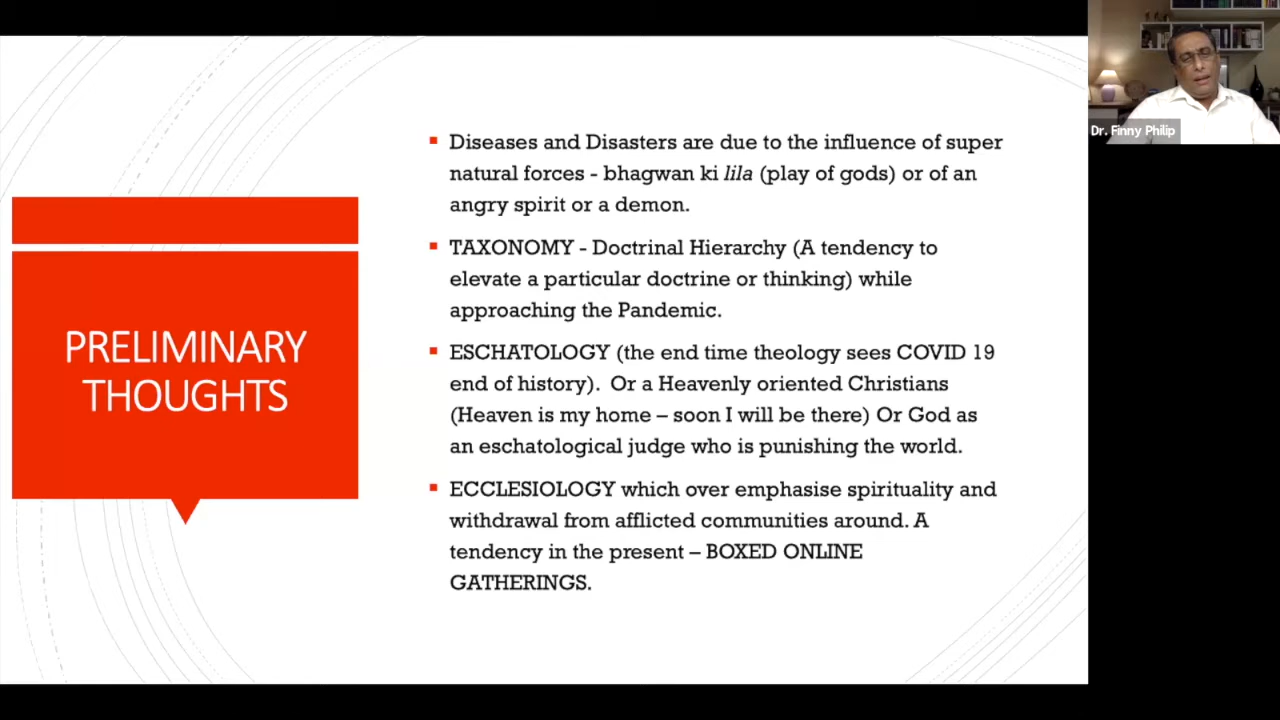 PRELIMINARY
THOUGHTS
▪ Diseases and Disasters are due to the influence of super
natural forces - bhagwan ki lila (play of gods) or of an
angry spirit or a demon.
▪ TAXONOMY - Doctrinal Hierarchy (A tendency to
elevate a particular doctrine or thinking) while
approaching the Pandemic.
▪ ESCHATOLOGY (the end time theology sees COVID 19
end of history).  Or a Heavenly oriented Christians
(Heaven is my home – soon I will be there) Or God as
an eschatological judge who is punishing the world.
▪ ECCLESIOLOGY which over emphasise spirituality and
withdrawal from afflicted communities around. A
tendency in the present – BOXED ONLINE
GATHERINGS.
Dr. Finny Philip